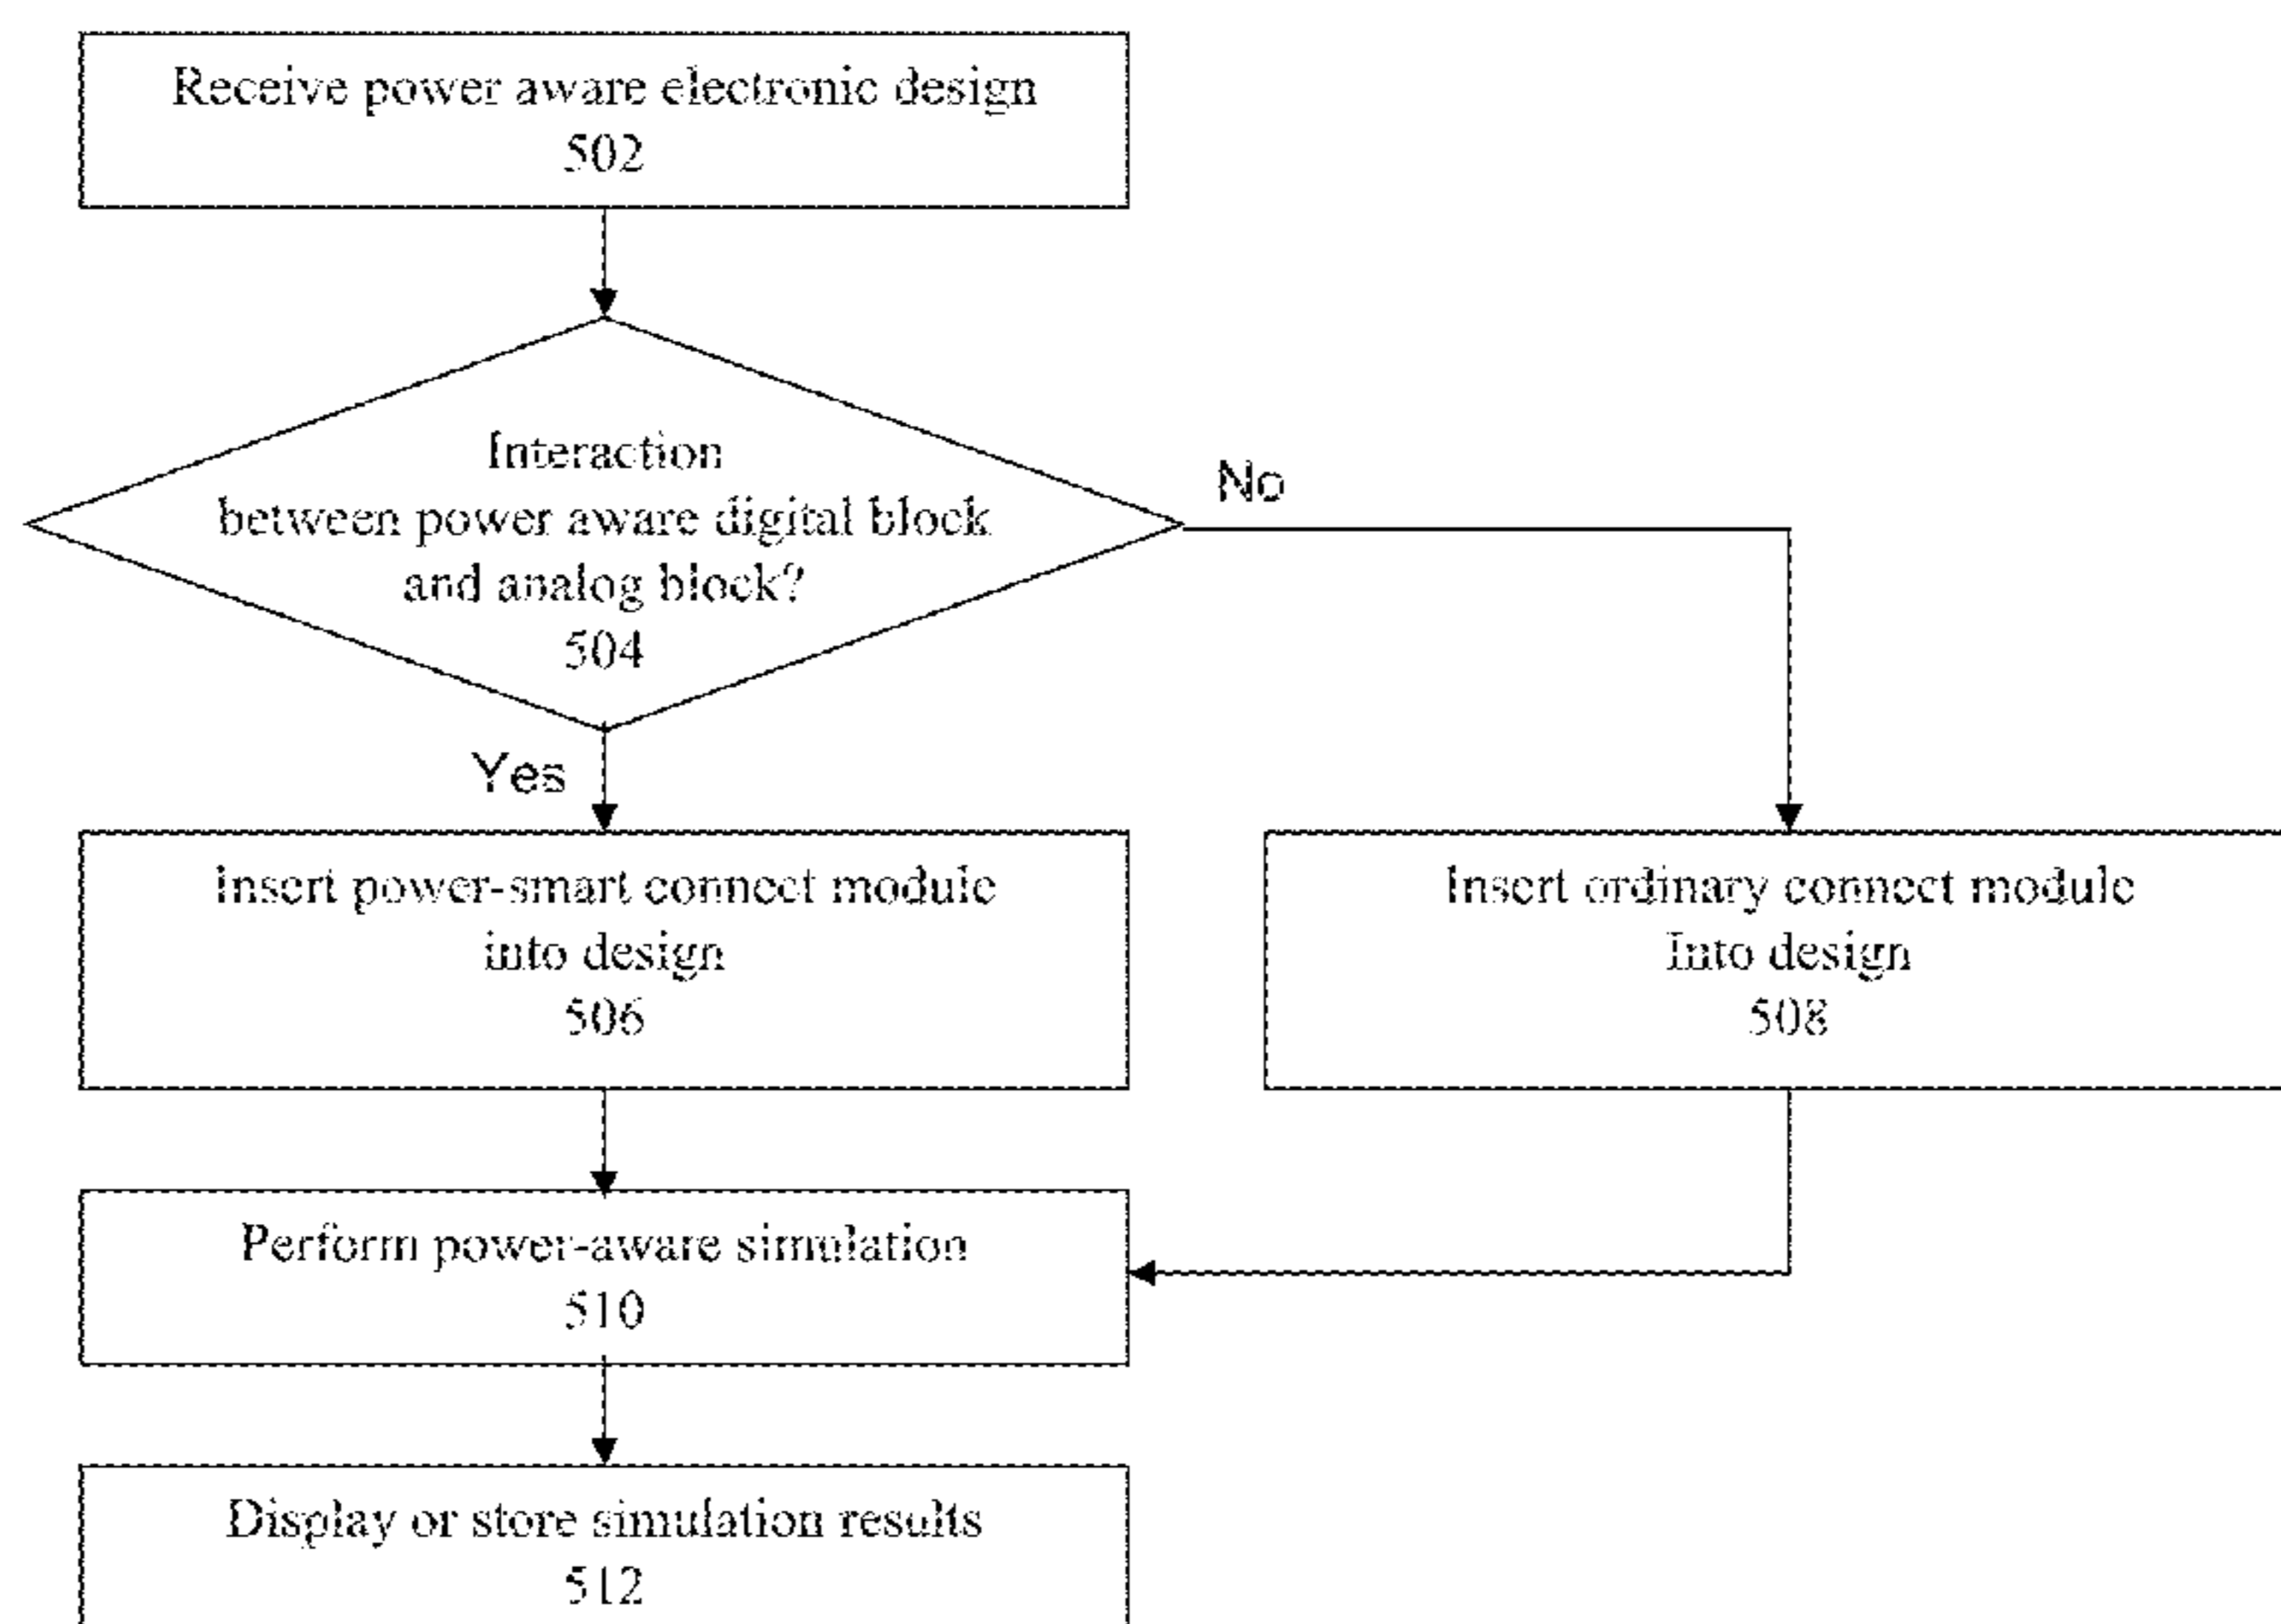 Receive power aware electronic design
502
Interaction
between power aware digital block
and analog block?
504
No
Yes
Insert power-smart connect module
into design
506
Insert ordinary connect module
Into design
508
Perform power-aware simulation
510
Display or store simulation results
512